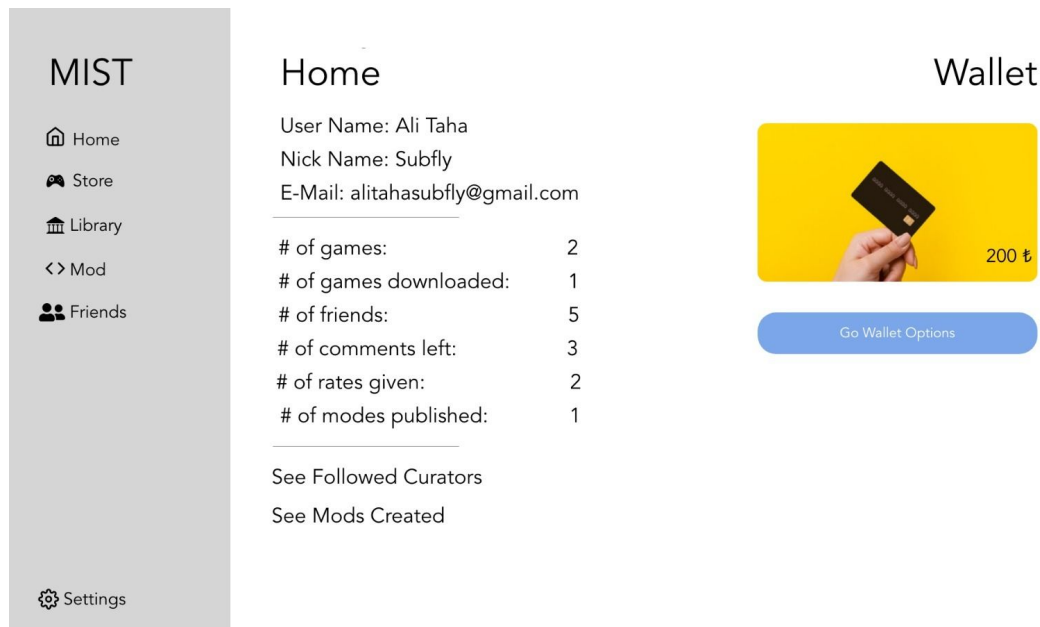 MIST
Home
Store
Library
<> Mod
Friends
Settings
Home
User Name: Ali Taha
Nick Name: Subfly
E-Mail: alitahasubfly@gmail.com
# of games: 2
# of games downloaded: 1
# of friends: 5
# of comments left: 3
# of rates given: 2
# of modes published: 1
See Followed Curators
See Mods Created
Wallet
200 ₺
Go Wallet Options